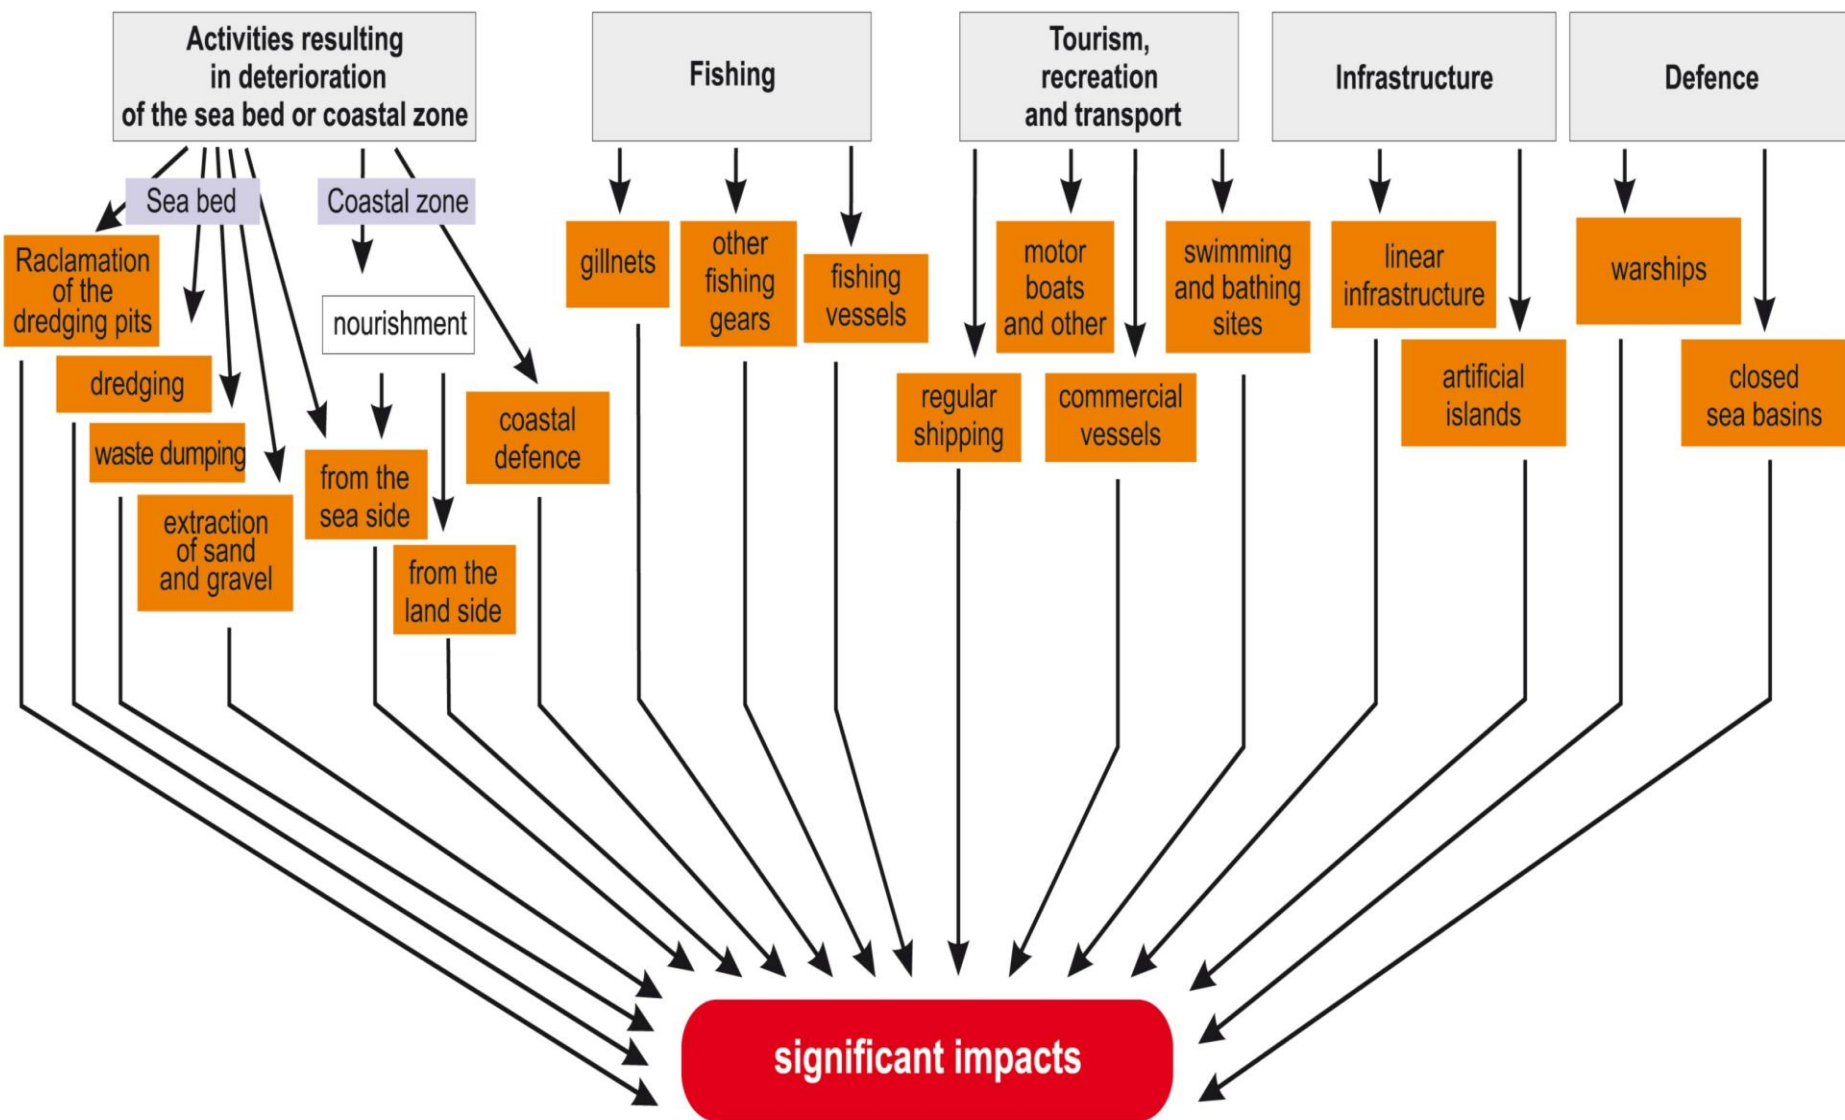 Activities resulting
in deterioration
of the sea bed or coastal zone
Fishing
Tourism,
recreation
and transport
Infrastructure
Defence
Sea bed
Coastal zone
Raclamation
of the
dredging pits
dredging
waste dumping
extraction
of sand
and gravel
nourishment
from the
sea side
from the
land side
coastal
defence
gillnets
other
fishing
gears
fishing
vessels
regular
shipping
motor
boats
and other
commercial
vessels
swimming
and bathing
sites
linear
infrastructure
artificial
islands
warships
closed
sea basins
significant impacts